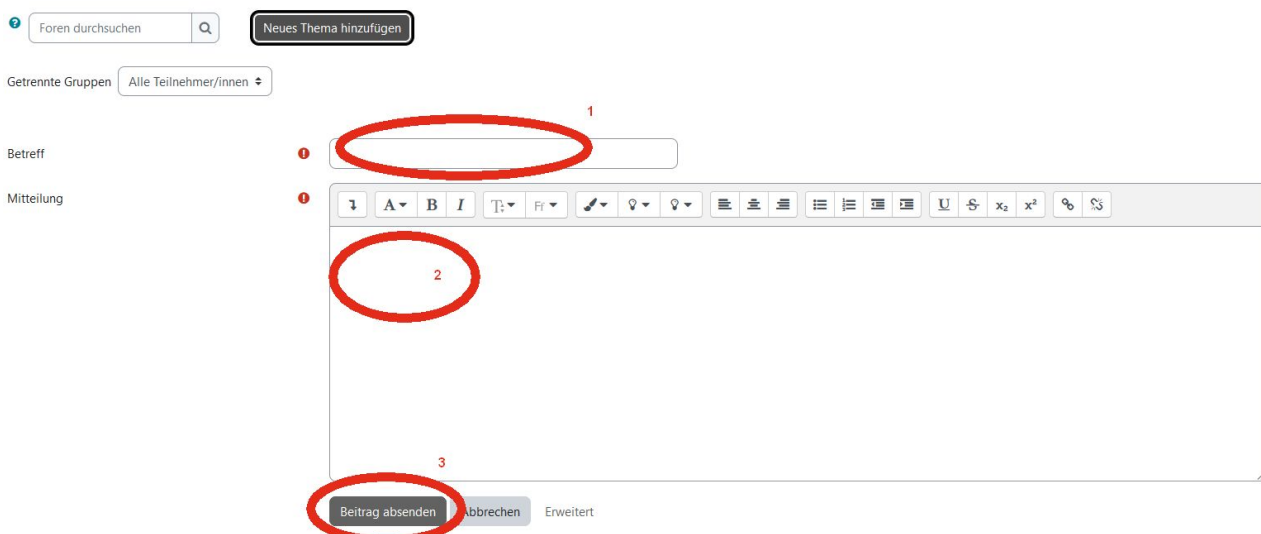 Foren durchsuchen Neues Thema hinzufügen
Getrennte Gruppen Alle Teilnehmer/innen
1
Betreff
Mitteilung A B I T: Ff U S x₂ x²
2
3
Beitrag absenden Abbrechen Erweitert